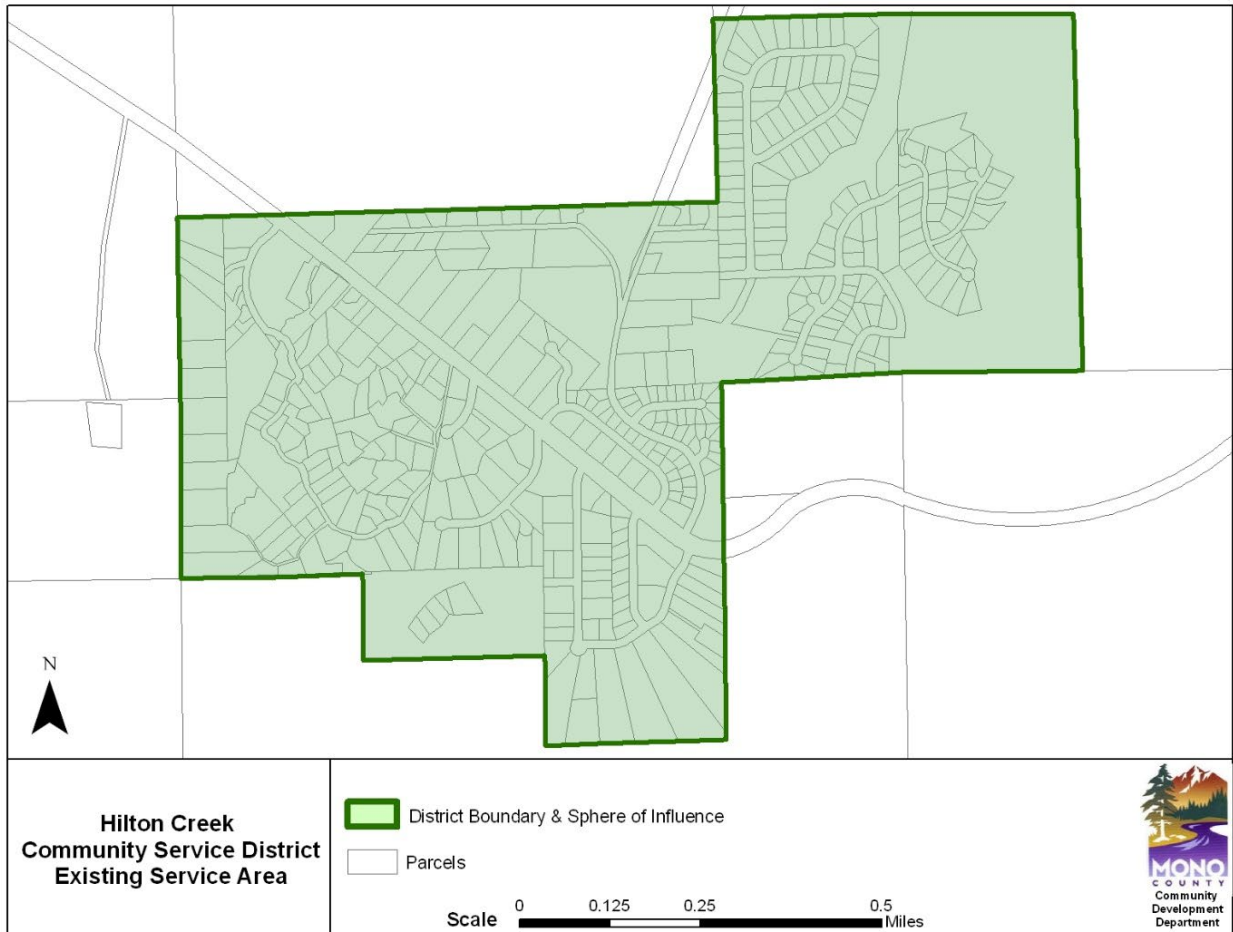 N
Hilton Creek
Community Service District
Existing Service Area
District Boundary & Sphere of Influence
Parcels
Scale
0 0.125 0.25 0.5
Miles
MONO
COUNTY
Community
Development
Department